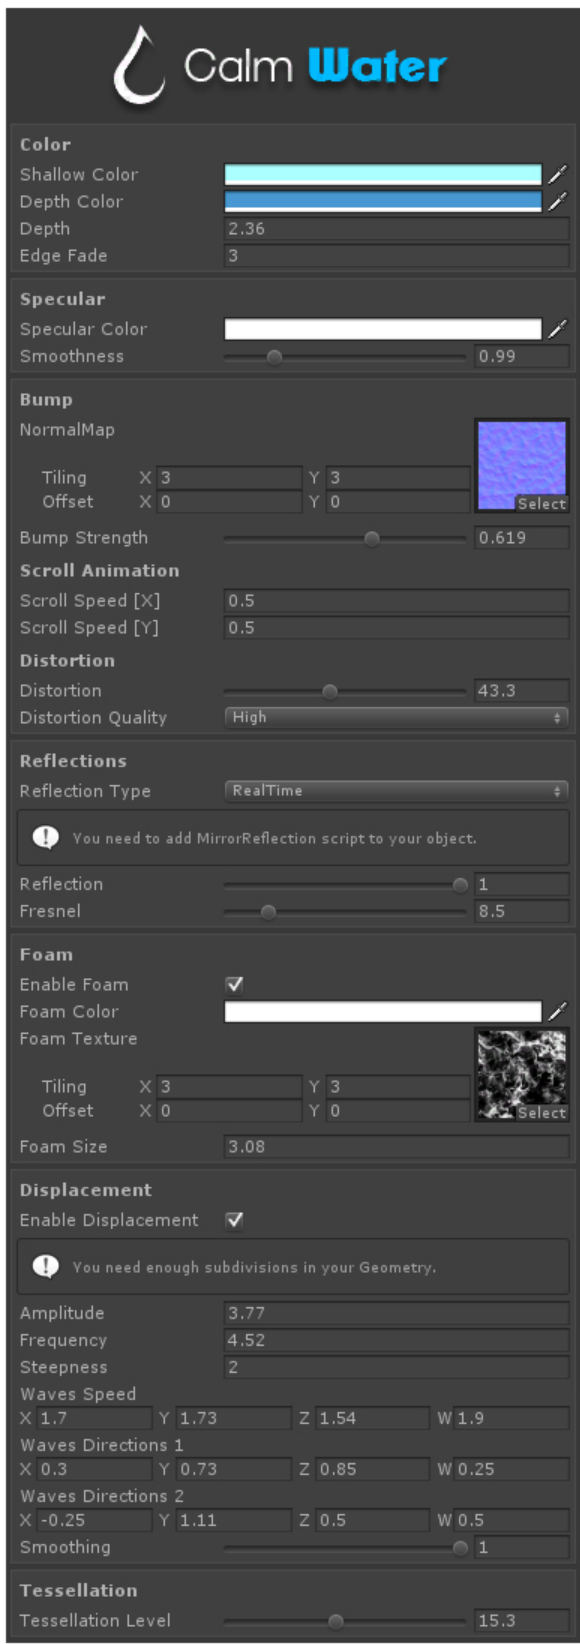 Calm Water
Color
Shallow Color
Depth Color
Depth 2.36
Edge Fade 3
Specular
Specular Color
Smoothness 0.99
Bump
NormalMap
Tiling X 3 Y 3
Offset X 0 Y 0
Select
Bump Strength 0.619
Scroll Animation
Scroll Speed [X] 0.5
Scroll Speed [Y] 0.5
Distortion
Distortion 43.3
Distortion Quality High
Reflections
Reflection Type RealTime
You need to add MirrorReflection script to your object.
Reflection 1
Fresnel 8.5
Foam
Enable Foam
Foam Color
Foam Texture
Tiling X 3 Y 3
Offset X 0 Y 0
Select
Foam Size 3.08
Displacement
Enable Displacement
You need enough subdivisions in your Geometry.
Amplitude 3.77
Frequency 4.52
Steepness 2
Waves Speed
X 1.7 Y 1.73 Z 1.54 W 1.9
Waves Directions 1
X 0.3 Y 0.73 Z 0.85 W 0.25
Waves Directions 2
X -0.25 Y 1.11 Z 0.5 W 0.5
Smoothing 1
Tessellation
Tessellation Level 15.3